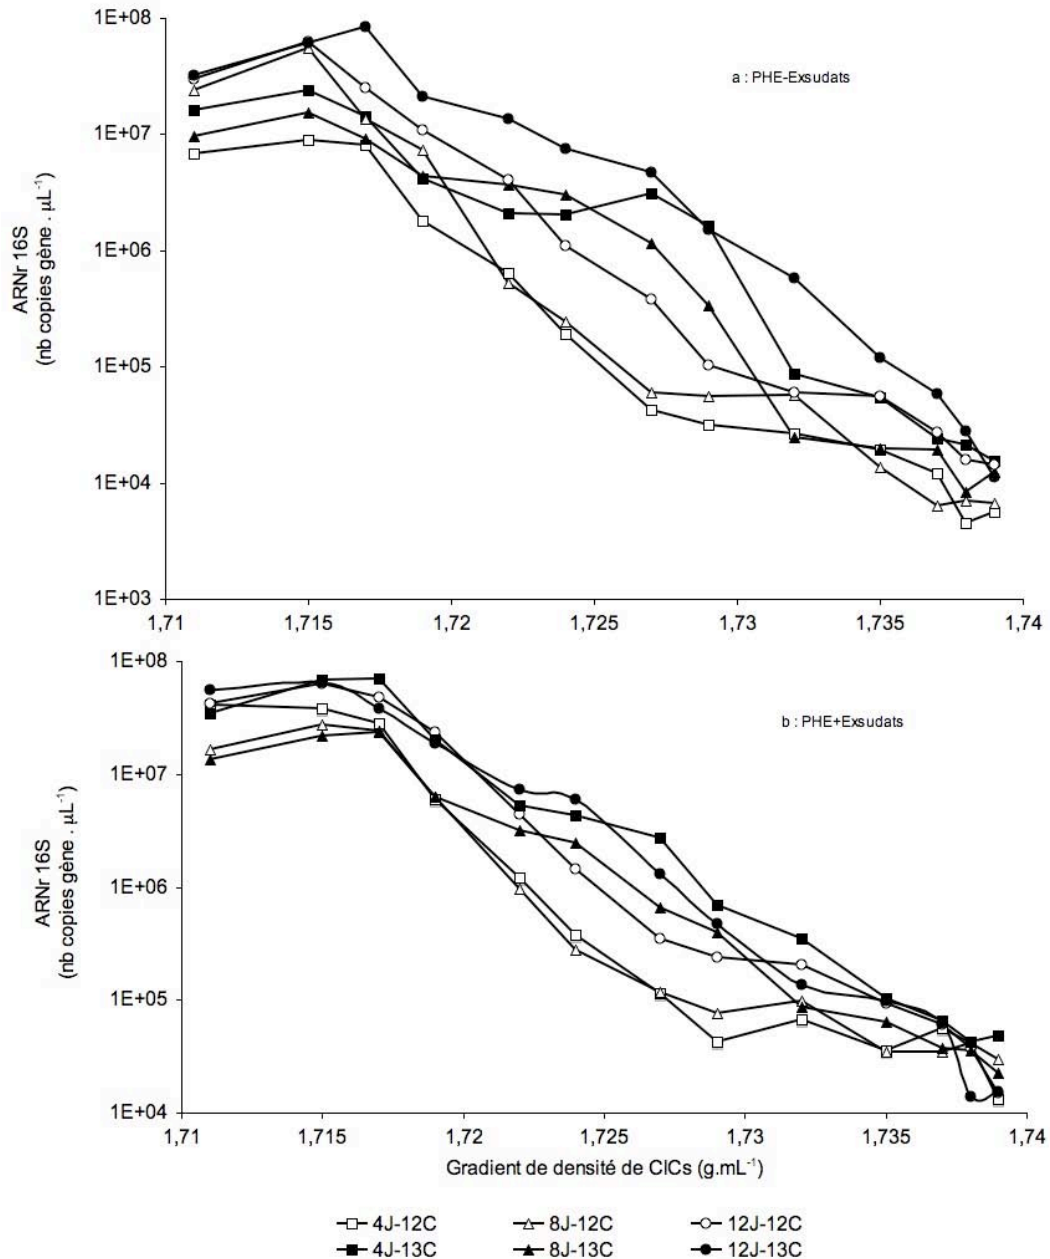 1E+08
1E+07
1E+06
1E+05
1E+04
1E+03
ARNr 16S
(nb copies gène . µL-1)
a : PHE-Exsudats
1,71 1,715 1,72 1,725 1,73 1,735 1,74
1E+08
1E+07
1E+06
1E+05
1E+04
ARNr 16S
(nb copies gène . µL-1)
b : PHE+Exsudats
1,71 1,715 1,72 1,725 1,73 1,735 1,74
Gradient de densité de ClCs (g.mL-1)
4J-12C 8J-12C 12J-12C
4J-13C 8J-13C 12J-13C